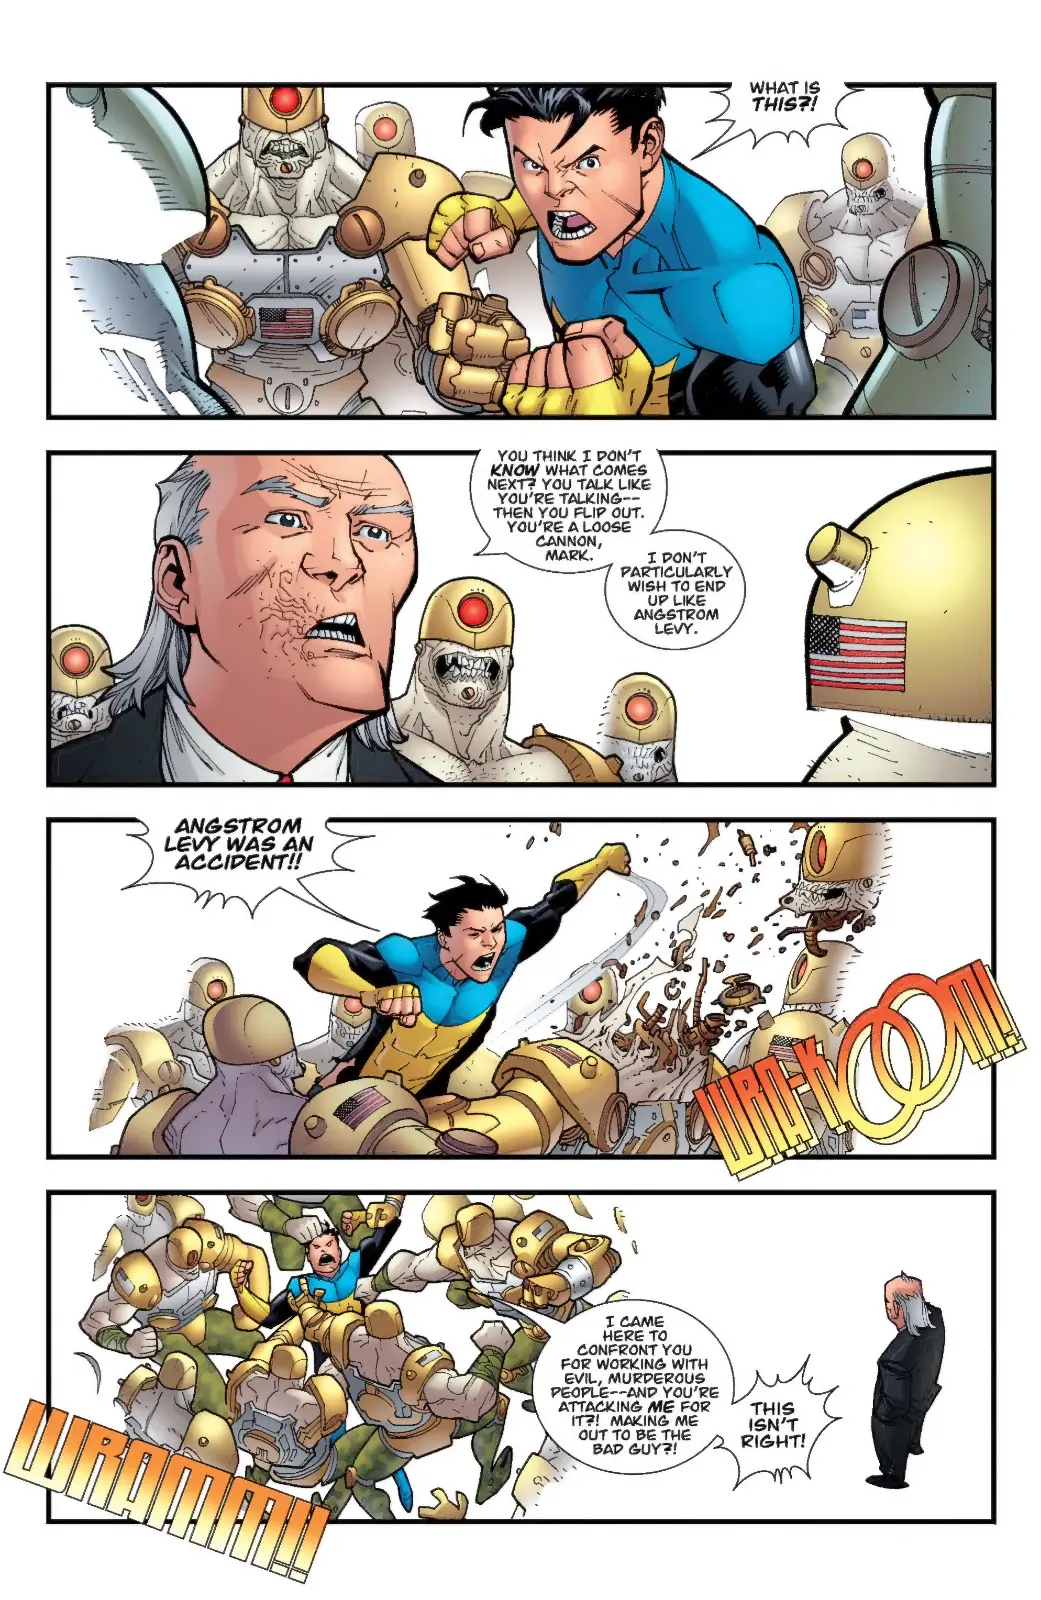 WHAT IS
THIS?!
YOU THINK I DON'T
KNOW WHAT COMES
NEXT? YOU TALK LIKE
YOU'RE TALKING--
THEN YOU FLIP OUT.
YOU'RE A LOOSE
CANNON,
MARK.
I DON'T
PARTICULARLY
WISH TO END
UP LIKE
ANGSTROM
LEVY.
ANGSTROM
LEVY WAS AN
ACCIDENT!!
WRA-KOOOM!!
I CAME
HERE TO
CONFRONT YOU
FOR WORKING WITH
EVIL, MURDEROUS
PEOPLE--AND YOU'RE
ATTACKING ME FOR
IT?! MAKING ME
OUT TO BE THE
BAD GUY?!
THIS
ISN'T
RIGHT!
WRAMM!!